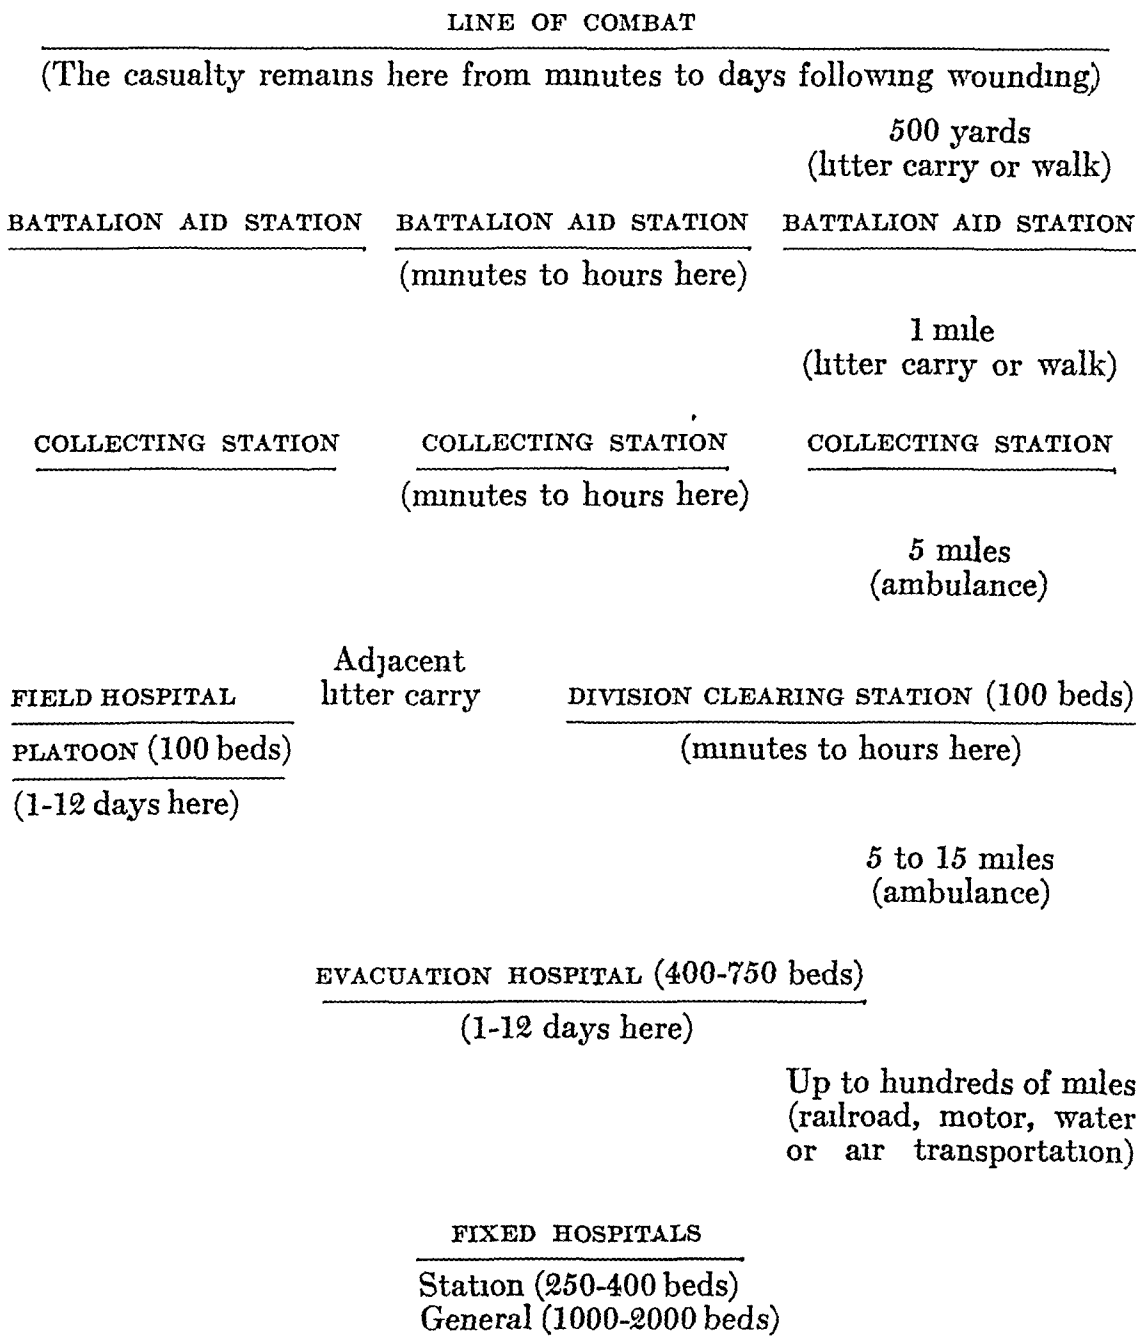 LINE OF COMBAT
(The casualty remains here from minutes to days following wounding)
500 yards
(litter carry or walk)
BATTALION AID STATION BATTALION AID STATION BATTALION AID STATION
(minutes to hours here)
1 mile
(litter carry or walk)
COLLECTING STATION COLLECTING STATION COLLECTING STATION
(minutes to hours here)
5 miles
(ambulance)
Adjacent
FIELD HOSPITAL litter carry DIVISION CLEARING STATION (100 beds)
PLATOON (100 beds) (minutes to hours here)
(1-12 days here)
5 to 15 miles
(ambulance)
EVACUATION HOSPITAL (400-750 beds)
(1-12 days here)
Up to hundreds of miles
(railroad, motor, water
or air transportation)
FIXED HOSPITALS
Station (250-400 beds)
General (1000-2000 beds)